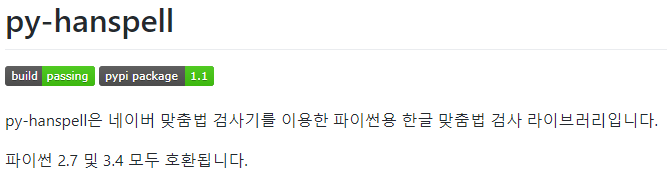 py-hanspell
build passing pypi package 1.1
py-hanspell은 네이버 맞춤법 검사기를 이용한 파이썬용 한글 맞춤법 검사 라이브러리입니다.
파이썬 2.7 및 3.4 모두 호환됩니다.